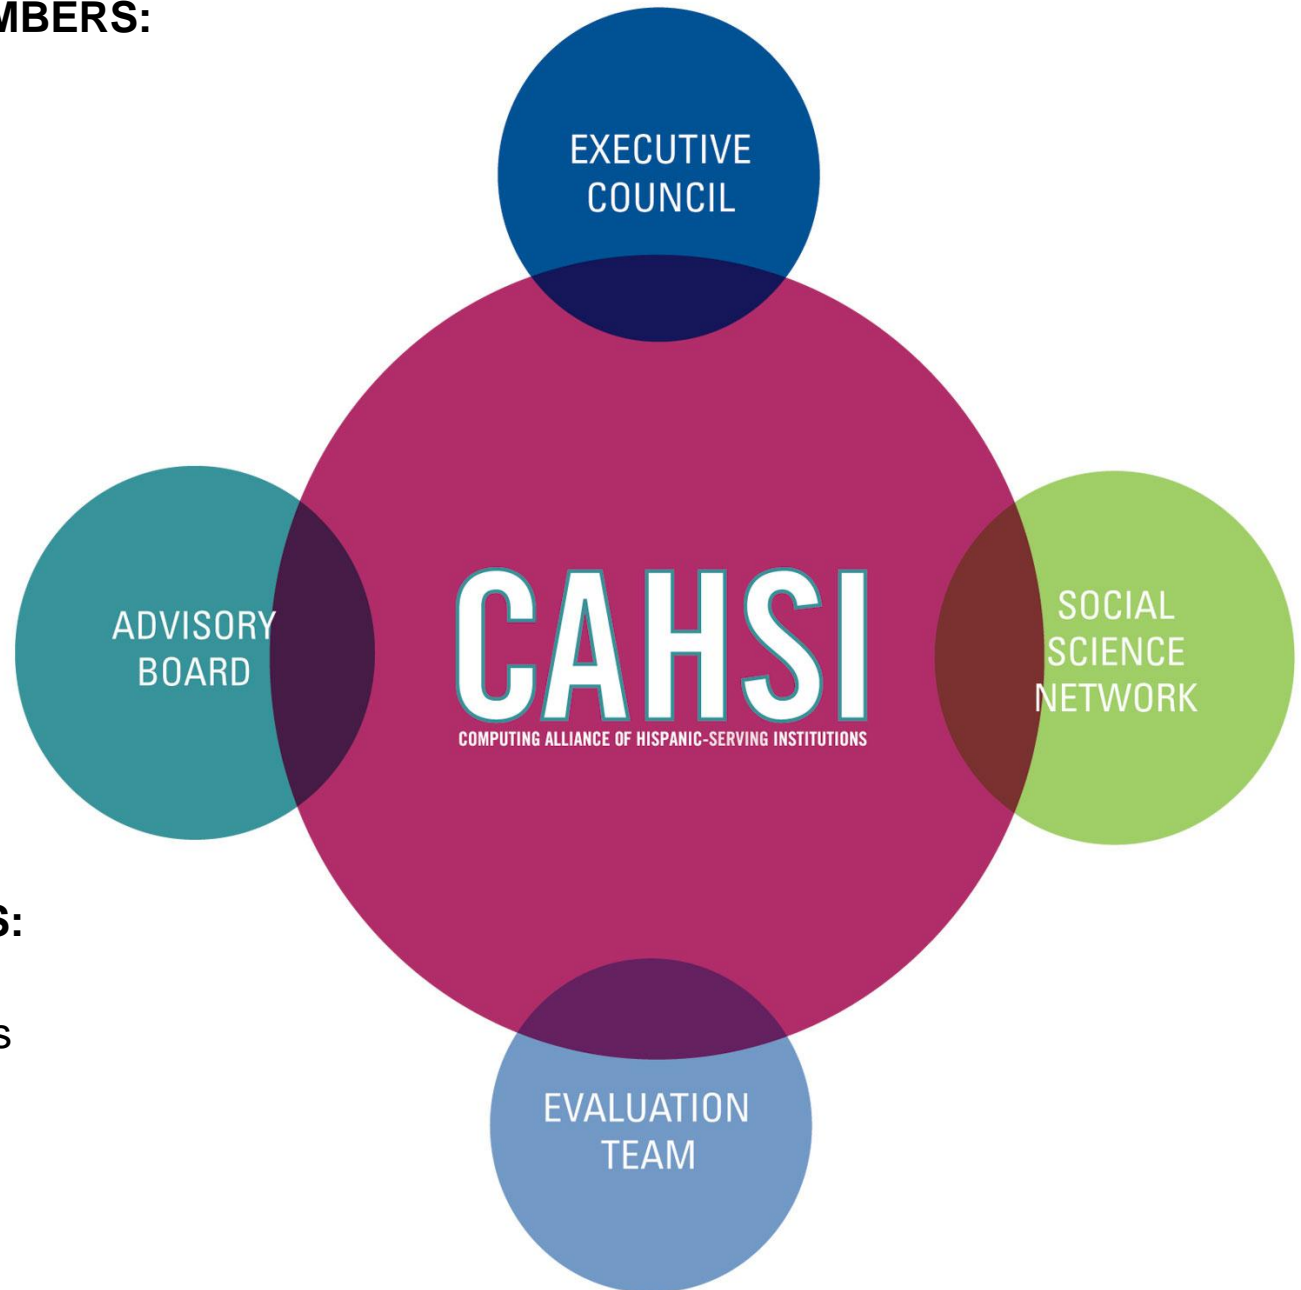 MBERS:
EXECUTIVE
COUNCIL
ADVISORY
BOARD
CAHSI
COMPUTING ALLIANCE OF HISPANIC-SERVING INSTITUTIONS
SOCIAL
SCIENCE
NETWORK
S:
s
EVALUATION
TEAM